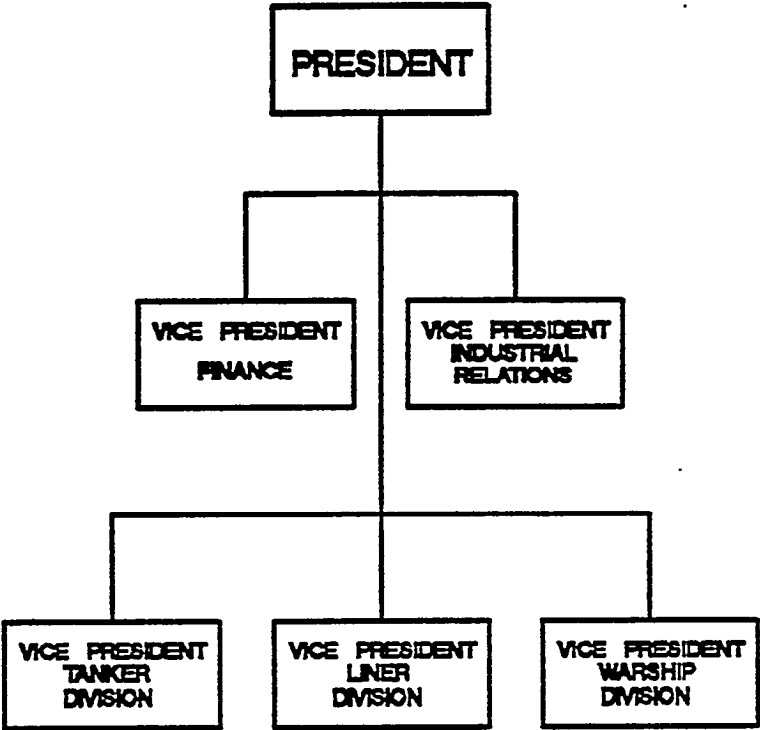 PRESIDENT
VICE PRESIDENT
FINANCE
VICE PRESIDENT
INDUSTRIAL
RELATIONS
VICE PRESIDENT
TANKER
DIVISION
VICE PRESIDENT
LINER
DIVISION
VICE PRESIDENT
WARSHIP
DIVISION